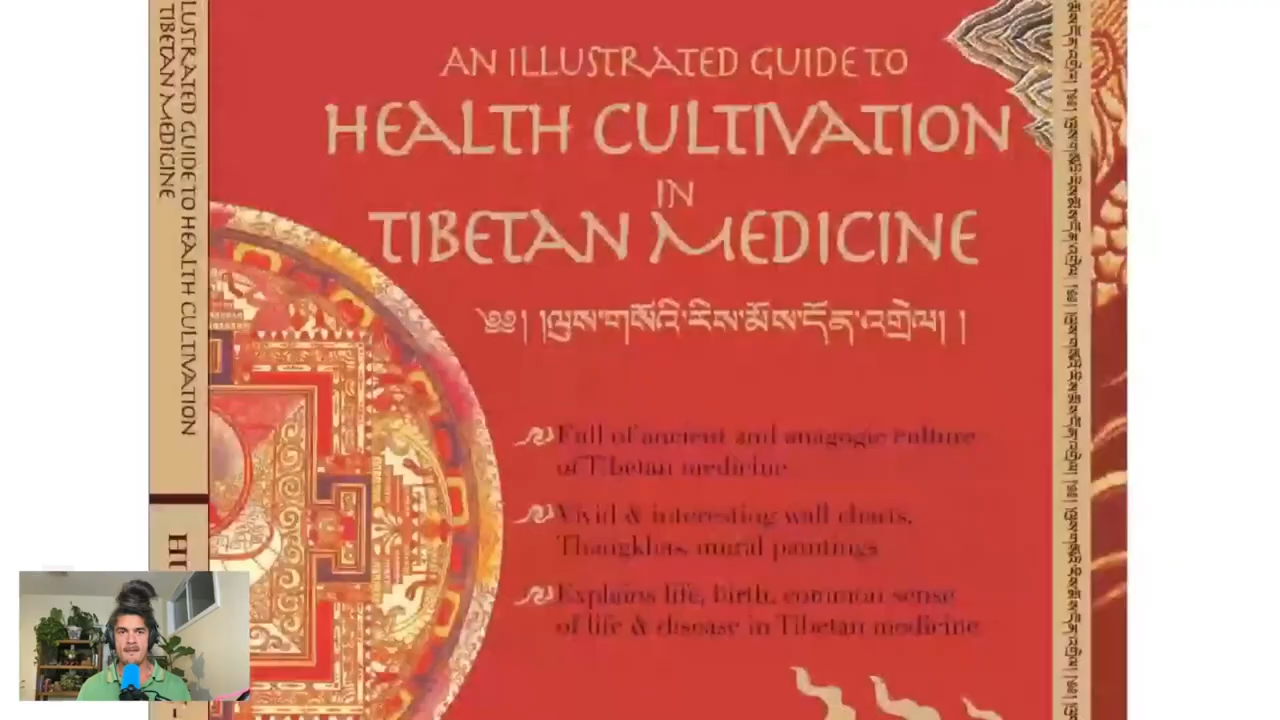 AN ILLUSTRATED GUIDE TO
HEALTH CULTIVATION
IN
TIBETAN MEDICINE
༄༅། །ལུས་གསོའི་རིས་མོས་དོན་འགྲེལ། །
Full of ancient and anagogic culture
of Tibetan medicine
Vivid & interesting wall charts,
Thangkhas, mural paintings
Explains life, birth, common sense
of life & disease in Tibetan medicine
LUSTRATED GUIDE TO HEALTH CULTIVATION
TIBETAN MEDICINE